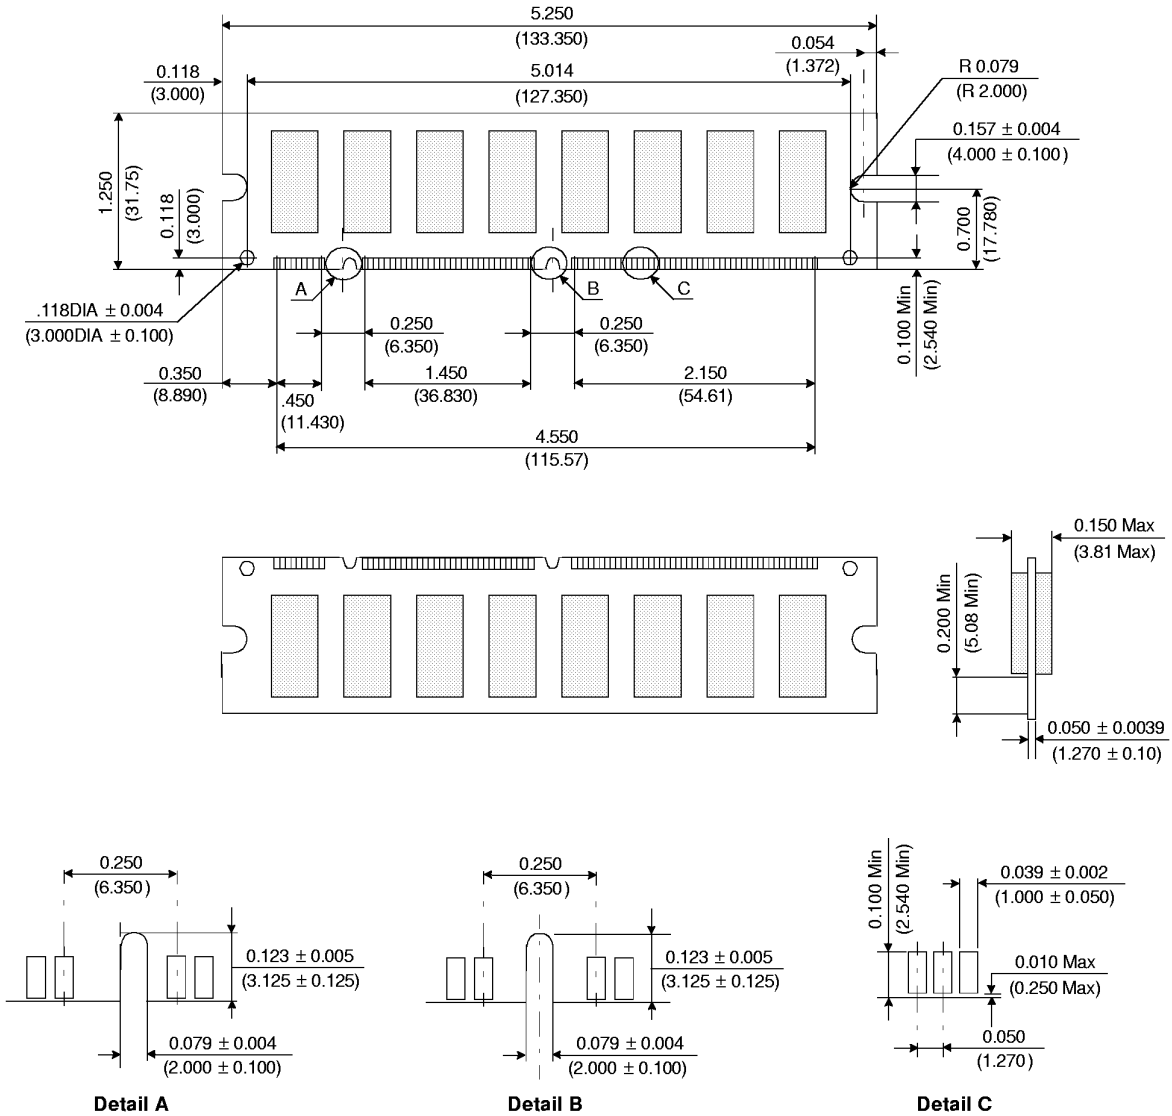 5.250
(133.350)
0.054
(1.372)
0.118
(3.000)
5.014
(127.350)
R 0.079
(R 2.000)
0.157 ± 0.004
(4.000 ± 0.100)
1.250
(31.75)
0.118
(3.000)
0.700
(17.780)
A
B
C
.118DIA ± 0.004
(3.000DIA ± 0.100)
0.250
(6.350)
0.250
(6.350)
0.100 Min
(2.540 Min)
0.350
(8.890)
.450
(11.430)
1.450
(36.830)
2.150
(54.61)
4.550
(115.57)
0.150 Max
(3.81 Max)
0.200 Min
(5.08 Min)
0.050 ± 0.0039
(1.270 ± 0.10)
0.250
(6.350)
0.123 ± 0.005
(3.125 ± 0.125)
0.079 ± 0.004
(2.000 ± 0.100)
Detail A
0.250
(6.350)
0.123 ± 0.005
(3.125 ± 0.125)
0.079 ± 0.004
(2.000 ± 0.100)
Detail B
0.100 Min
(2.540 Min)
0.039 ± 0.002
(1.000 ± 0.050)
0.010 Max
(0.250 Max)
0.050
(1.270)
Detail C